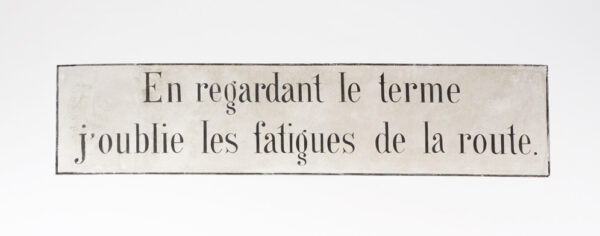 En regardant le terme
j'oublie les fatigues de la route.